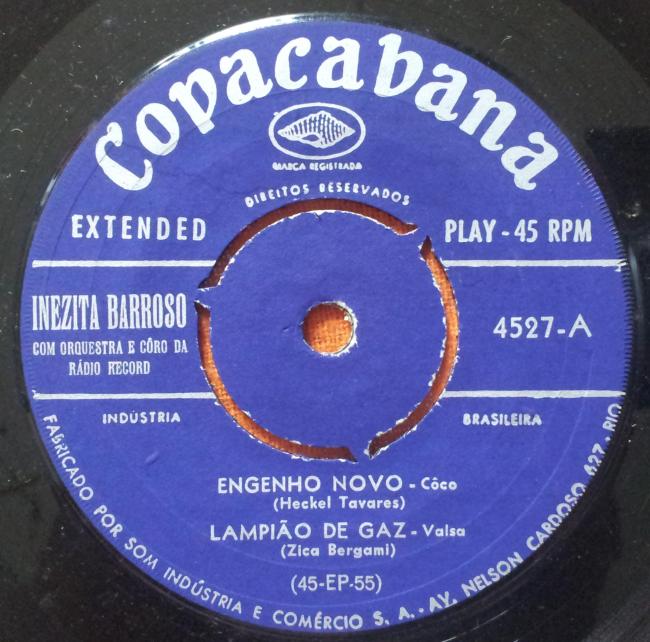 Copacabana
MARCA REGISTRADA
DIREITOS RESERVADOS
EXTENDED PLAY - 45 RPM
INEZITA BARROSO
COM ORQUESTRA E CÔRO DA
RÁDIO RECORD
4527-A
INDÚSTRIA BRASILEIRA
ENGENHO NOVO - Côco
(Heckel Tavares)
LAMPIÃO DE GAZ - Valsa
(Zica Bergami)
(45-EP-55)
FABRICADO POR SOM INDÚSTRIA E COMÉRCIO S. A. - AV. NELSON CARDOSO, 627 - RIO